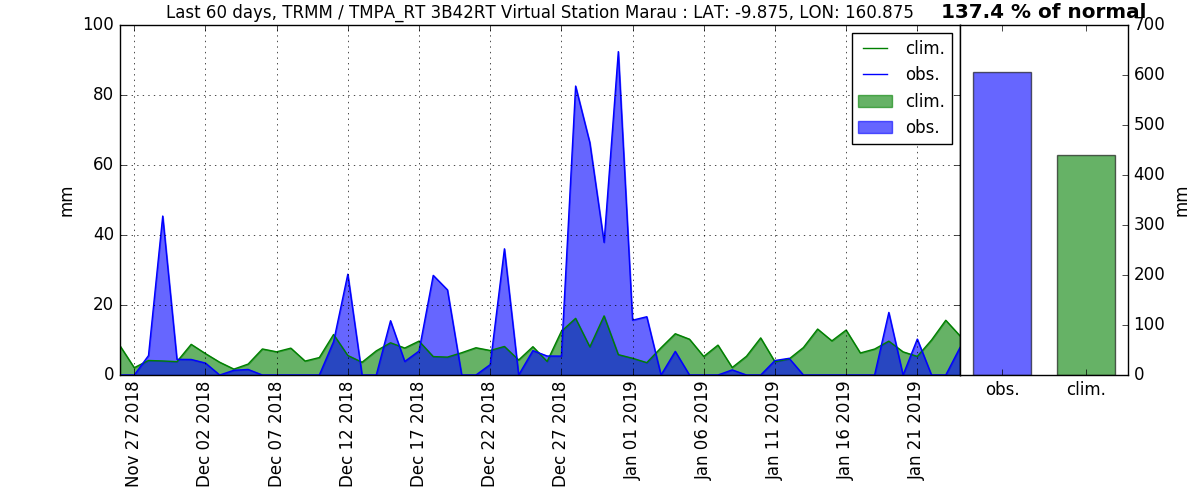 Last 60 days, TRMM / TMPA_RT 3B42RT Virtual Station Marau : LAT: -9.875, LON: 160.875
137.4 % of normal
100
80
60
40
20
0
mm
clim.
obs.
clim.
obs.
700
600
500
400
300
200
100
0
mm
Nov 27 2018
Dec 02 2018
Dec 07 2018
Dec 12 2018
Dec 17 2018
Dec 22 2018
Dec 27 2018
Jan 01 2019
Jan 06 2019
Jan 11 2019
Jan 16 2019
Jan 21 2019
obs.
clim.